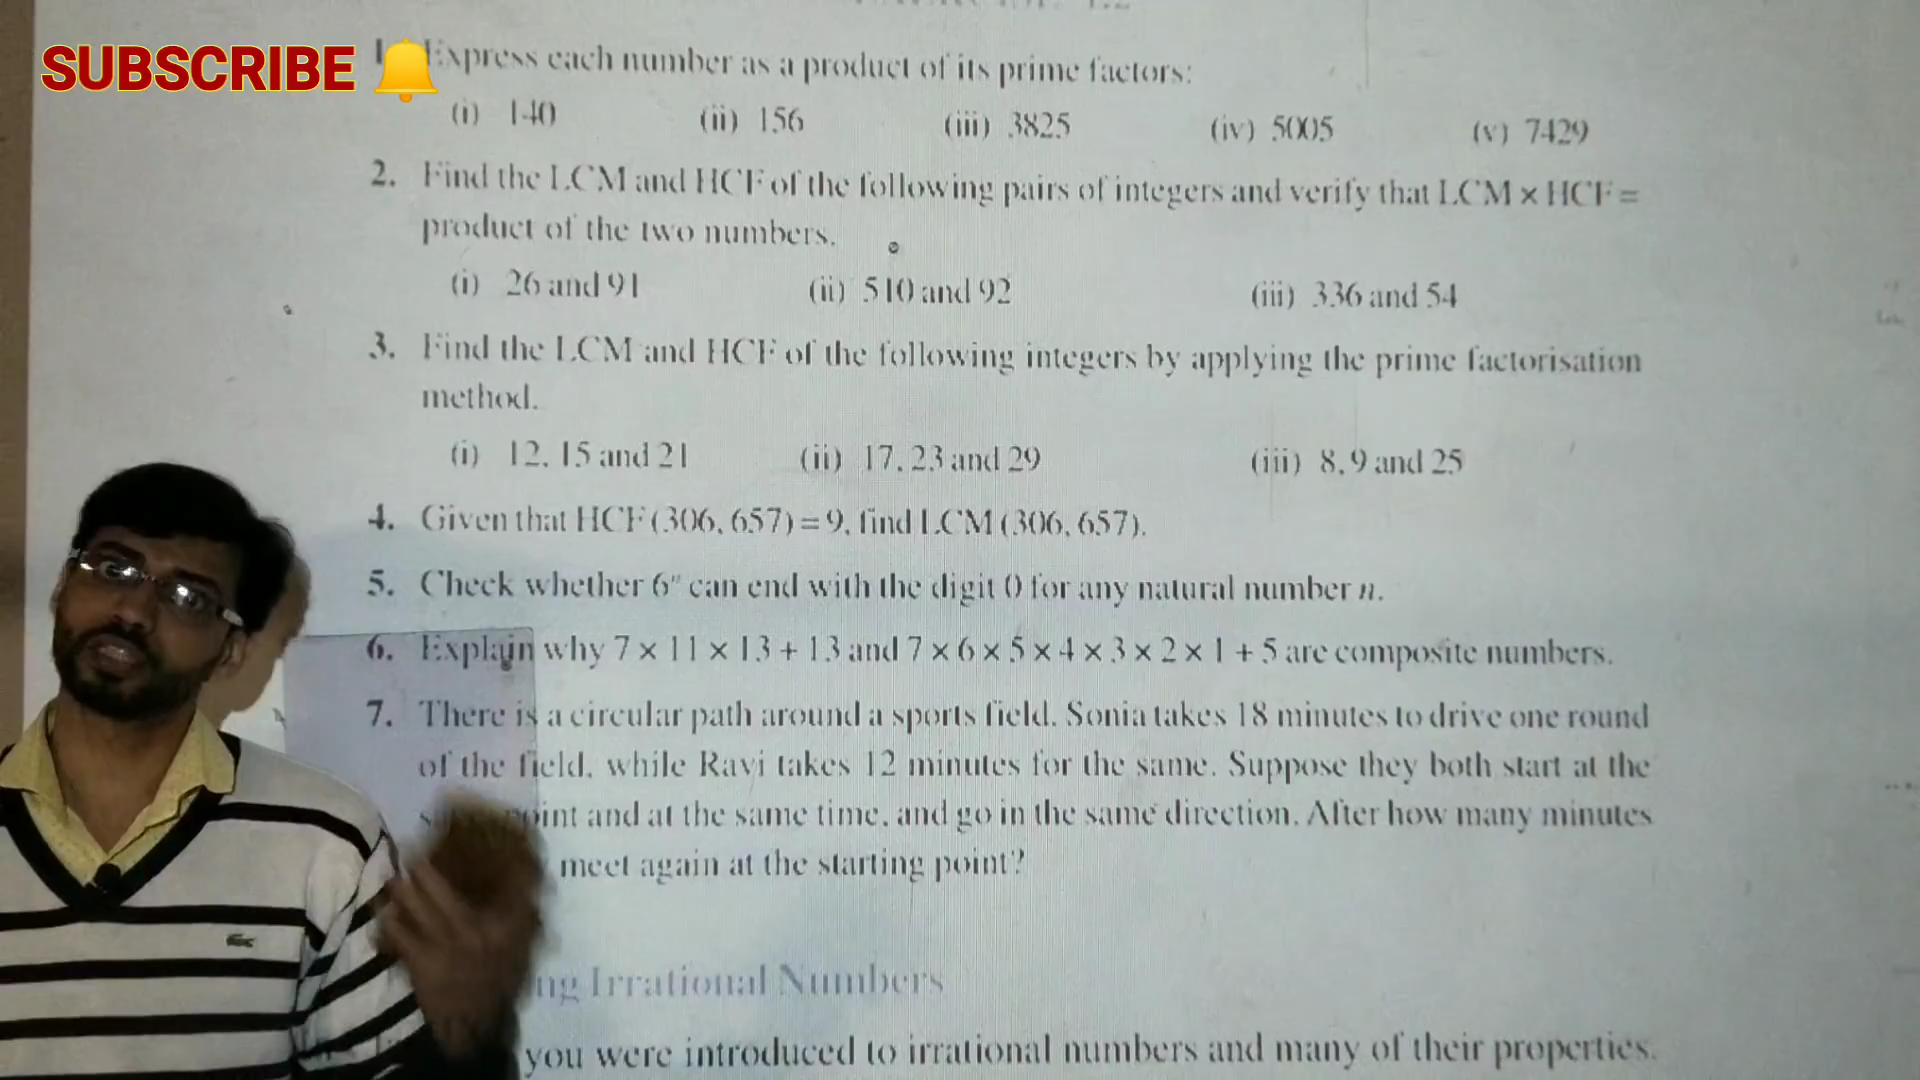 SUBSCRIBE
1. Express each number as a product of its prime factors:
(i) 140 (ii) 156 (iii) 3825 (iv) 5005 (v) 7429
2. Find the LCM and HCF of the following pairs of integers and verify that LCM × HCF =
product of the two numbers.
(i) 26 and 91 (ii) 510 and 92 (iii) 336 and 54
3. Find the LCM and HCF of the following integers by applying the prime factorisation
method.
(i) 12, 15 and 21 (ii) 17, 23 and 29 (iii) 8, 9 and 25
4. Given that HCF (306, 657) = 9, find LCM (306, 657).
5. Check whether 6ⁿ can end with the digit 0 for any natural number n.
6. Explain why 7 × 11 × 13 + 13 and 7 × 6 × 5 × 4 × 3 × 2 × 1 + 5 are composite numbers.
7. There is a circular path around a sports field. Sonia takes 18 minutes to drive one round
of the field, while Ravi takes 12 minutes for the same. Suppose they both start at the
point and at the same time, and go in the same direction. After how many minutes
meet again at the starting point?
ng Irrational Numbers
you were introduced to irrational numbers and many of their properties.